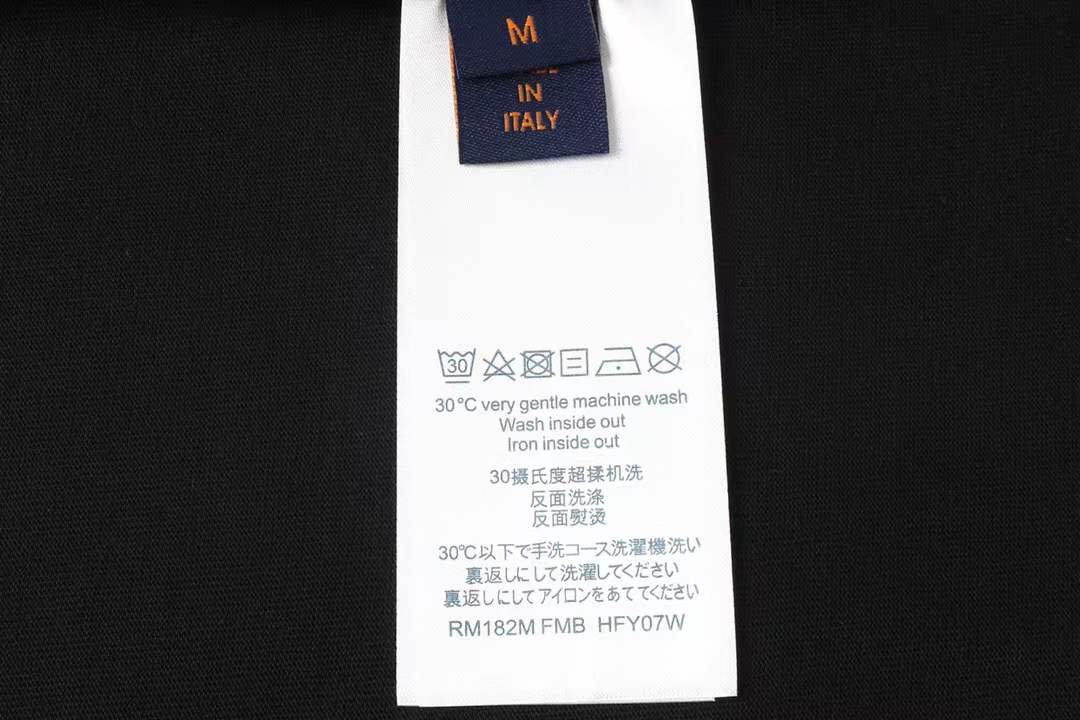 M
IN
ITALY
30
30°C very gentle machine wash
Wash inside out
Iron inside out
30摄氏度超揉机洗
反面洗涤
反面熨烫
30℃以下で手洗コース洗濯機洗い
裏返しにして洗濯してください
裏返しにしてアイロンをあててください
RM182M FMB HFY07W